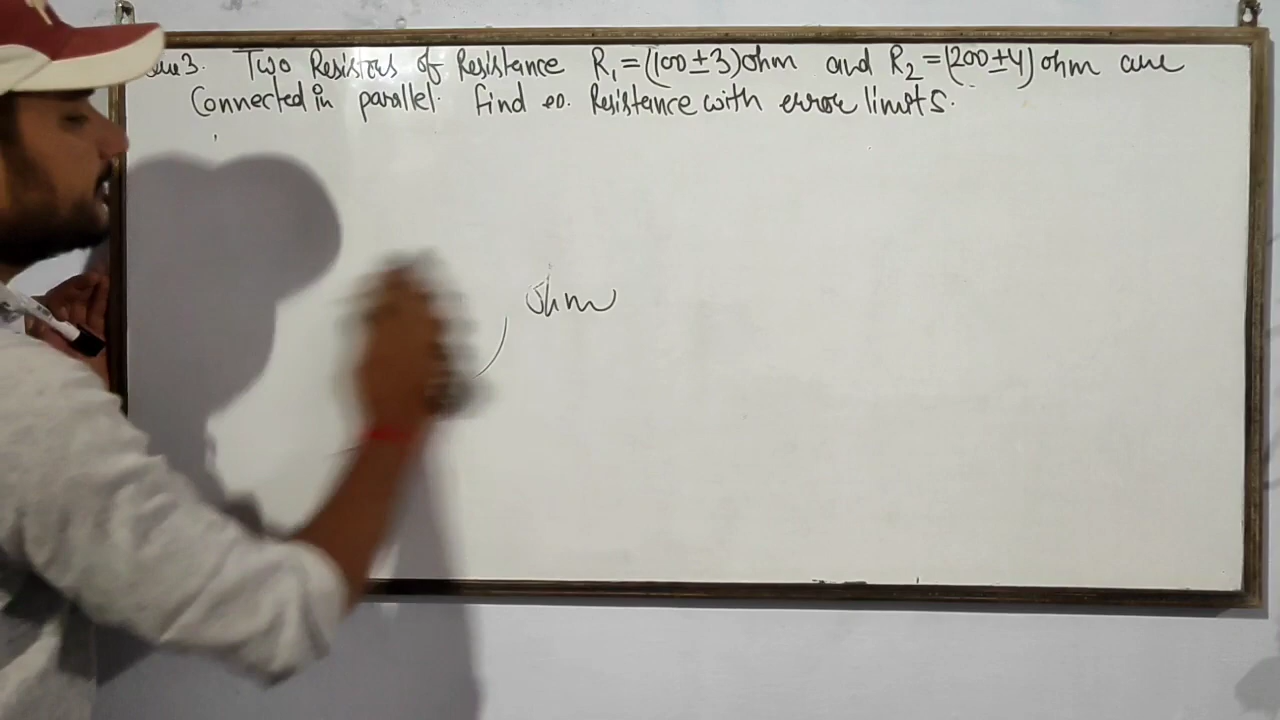 3. Two Resistors of Resistance R₁=(100±3)ohm and R₂=(200±4)ohm are
Connected in parallel. find eq. Resistance with error limits.
ohm